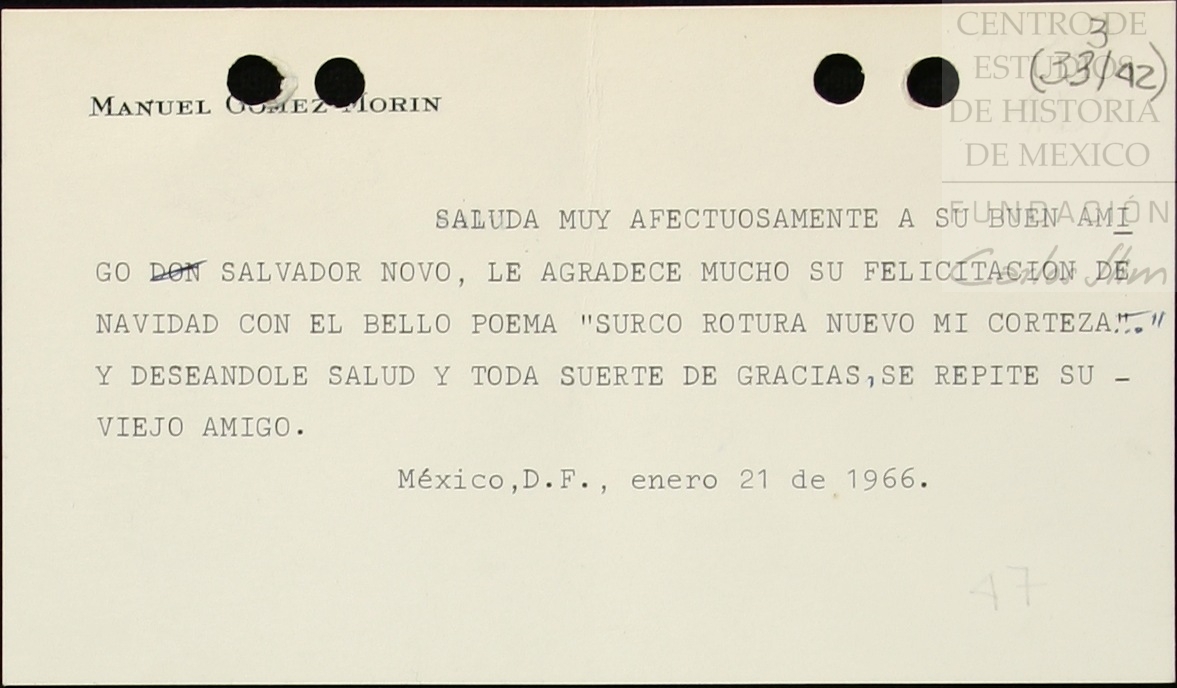 CENTRO DE
ESTUDIOS
DE HISTORIA
DE MEXICO
FUNDACIÓN
Carlos Slim
3
(33/42)
MANUEL GOMEZ MORIN
SALUDA MUY AFECTUOSAMENTE A SU BUEN AMI
GO DON SALVADOR NOVO, LE AGRADECE MUCHO SU FELICITACION DE
NAVIDAD CON EL BELLO POEMA "SURCO ROTURA NUEVO MI CORTEZA..."
Y DESEANDOLE SALUD Y TODA SUERTE DE GRACIAS,SE REPITE SU -
VIEJO AMIGO.
México,D.F., enero 21 de 1966.
47